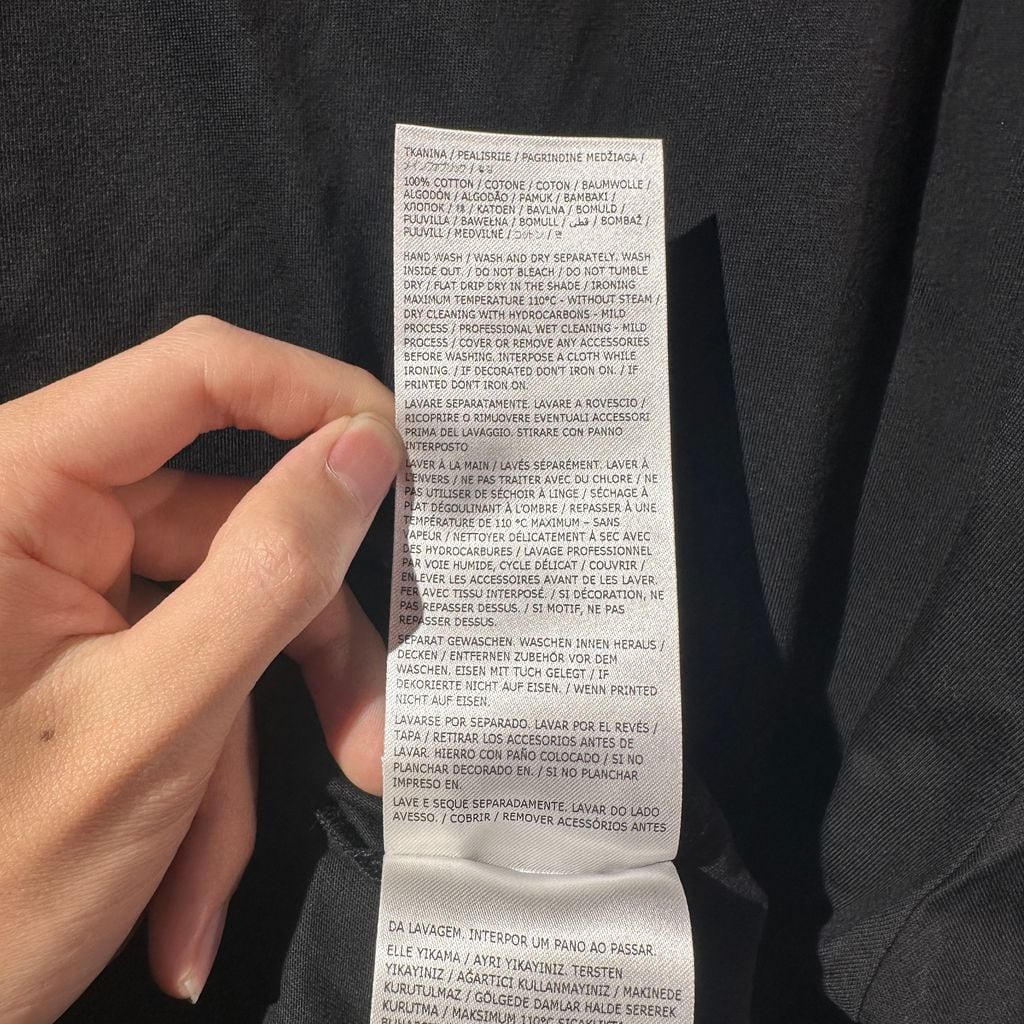 TKANINA / PEALISRIIE / PAGRINDINĖ MEDŽIAGA /
100% COTTON / COTONE / COTON / BAUMWOLLE /
ALGODÓN / ALGODÃO / PAMUK / BAMBAKI /
ХЛОПОК / 棉 / KATOEN / BAVLNA / BOMULD /
PUUVILLA / BAWEŁNA / BOMULL / قطن / BOMBAŽ /
PUUVILL / MEDVILNĖ / コットン / 면
HAND WASH / WASH AND DRY SEPARATELY. WASH
INSIDE OUT. / DO NOT BLEACH / DO NOT TUMBLE
DRY / FLAT DRIP DRY IN THE SHADE / IRONING
MAXIMUM TEMPERATURE 110°C - WITHOUT STEAM /
DRY CLEANING WITH HYDROCARBONS - MILD
PROCESS / PROFESSIONAL WET CLEANING - MILD
PROCESS / COVER OR REMOVE ANY ACCESSORIES
BEFORE WASHING. INTERPOSE A CLOTH WHILE
IRONING. / IF DECORATED DON'T IRON ON. / IF
PRINTED DON'T IRON ON.
LAVARE SEPARATAMENTE. LAVARE A ROVESCIO /
RICOPRIRE O RIMUOVERE EVENTUALI ACCESSORI
PRIMA DEL LAVAGGIO. STIRARE CON PANNO
INTERPOSTO
LAVER À LA MAIN / LAVÉS SÉPARÉMENT. LAVER À
L'ENVERS / NE PAS TRAITER AVEC DU CHLORE / NE
PAS UTILISER DE SÉCHOIR À LINGE / SÉCHAGE À
PLAT DÉGOULINANT À L'OMBRE / REPASSER À UNE
TEMPÉRATURE DE 110 °C MAXIMUM – SANS
VAPEUR / NETTOYER DÉLICATEMENT À SEC AVEC
DES HYDROCARBURES / LAVAGE PROFESSIONNEL
PAR VOIE HUMIDE, CYCLE DÉLICAT / COUVRIR /
ENLEVER LES ACCESSOIRES AVANT DE LES LAVER.
FER AVEC TISSU INTERPOSÉ. / SI DÉCORATION, NE
PAS REPASSER DESSUS. / SI MOTIF, NE PAS
REPASSER DESSUS.
SEPARAT GEWASCHEN. WASCHEN INNEN HERAUS /
DECKEN / ENTFERNEN ZUBEHÖR VOR DEM
WASCHEN. EISEN MIT TUCH GELEGT / IF
DEKORIERTE NICHT AUF EISEN. / WENN PRINTED
NICHT AUF EISEN.
LAVARSE POR SEPARADO. LAVAR POR EL REVÉS /
TAPA / RETIRAR LOS ACCESORIOS ANTES DE
LAVAR. HIERRO CON PAÑO COLOCADO / SI NO
PLANCHAR DECORADO EN. / SI NO PLANCHAR
IMPRESO EN.
LAVE E SEQUE SEPARADAMENTE. LAVAR DO LADO
AVESSO. / COBRIR / REMOVER ACESSÓRIOS ANTES
DA LAVAGEM. INTERPOR UM PANO AO PASSAR.
ELLE YIKAMA / AYRI YIKAYINIZ. TERSTEN
YIKAYINIZ / AĞARTICI KULLANMAYINIZ / MAKINEDE
KURUTULMAZ / GÖLGEDE DAMLAR HALDE SEREREK
KURUTMA / MAKSIMUM 110°C SICAKLIKTA